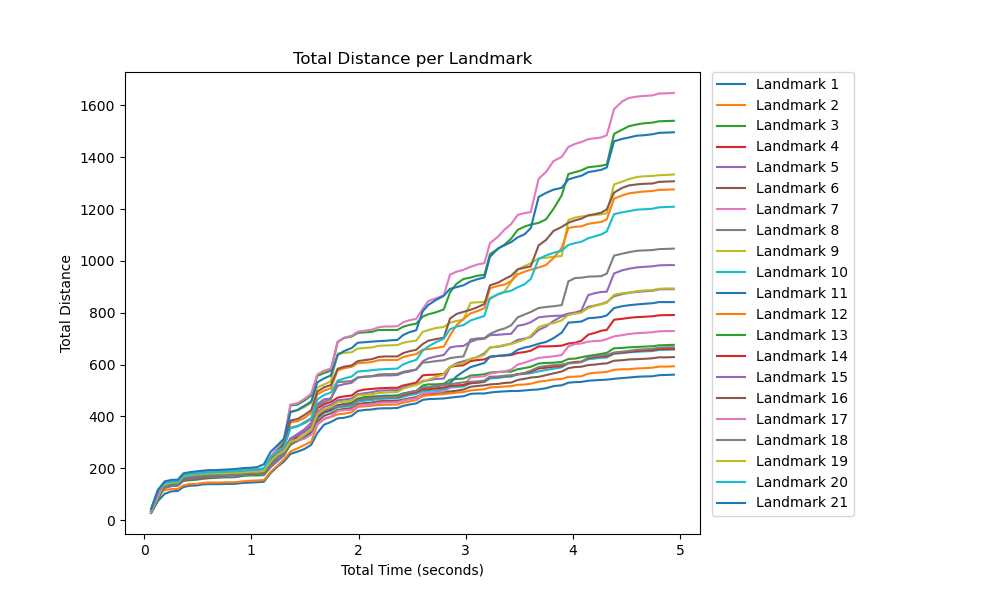 Total Distance per Landmark
Total Distance
1600
1400
1200
1000
800
600
400
200
0
0 1 2 3 4 5
Total Time (seconds)
Landmark 1
Landmark 2
Landmark 3
Landmark 4
Landmark 5
Landmark 6
Landmark 7
Landmark 8
Landmark 9
Landmark 10
Landmark 11
Landmark 12
Landmark 13
Landmark 14
Landmark 15
Landmark 16
Landmark 17
Landmark 18
Landmark 19
Landmark 20
Landmark 21